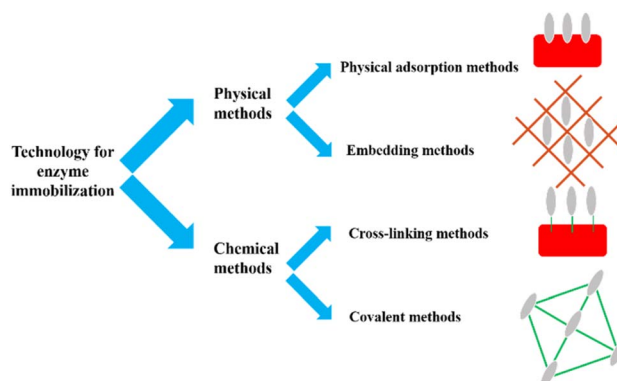 Physical adsorption methods
Physical
methods
Embedding methods
Technology for
enzyme
immobilization
Cross-linking methods
Chemical
methods
Covalent methods